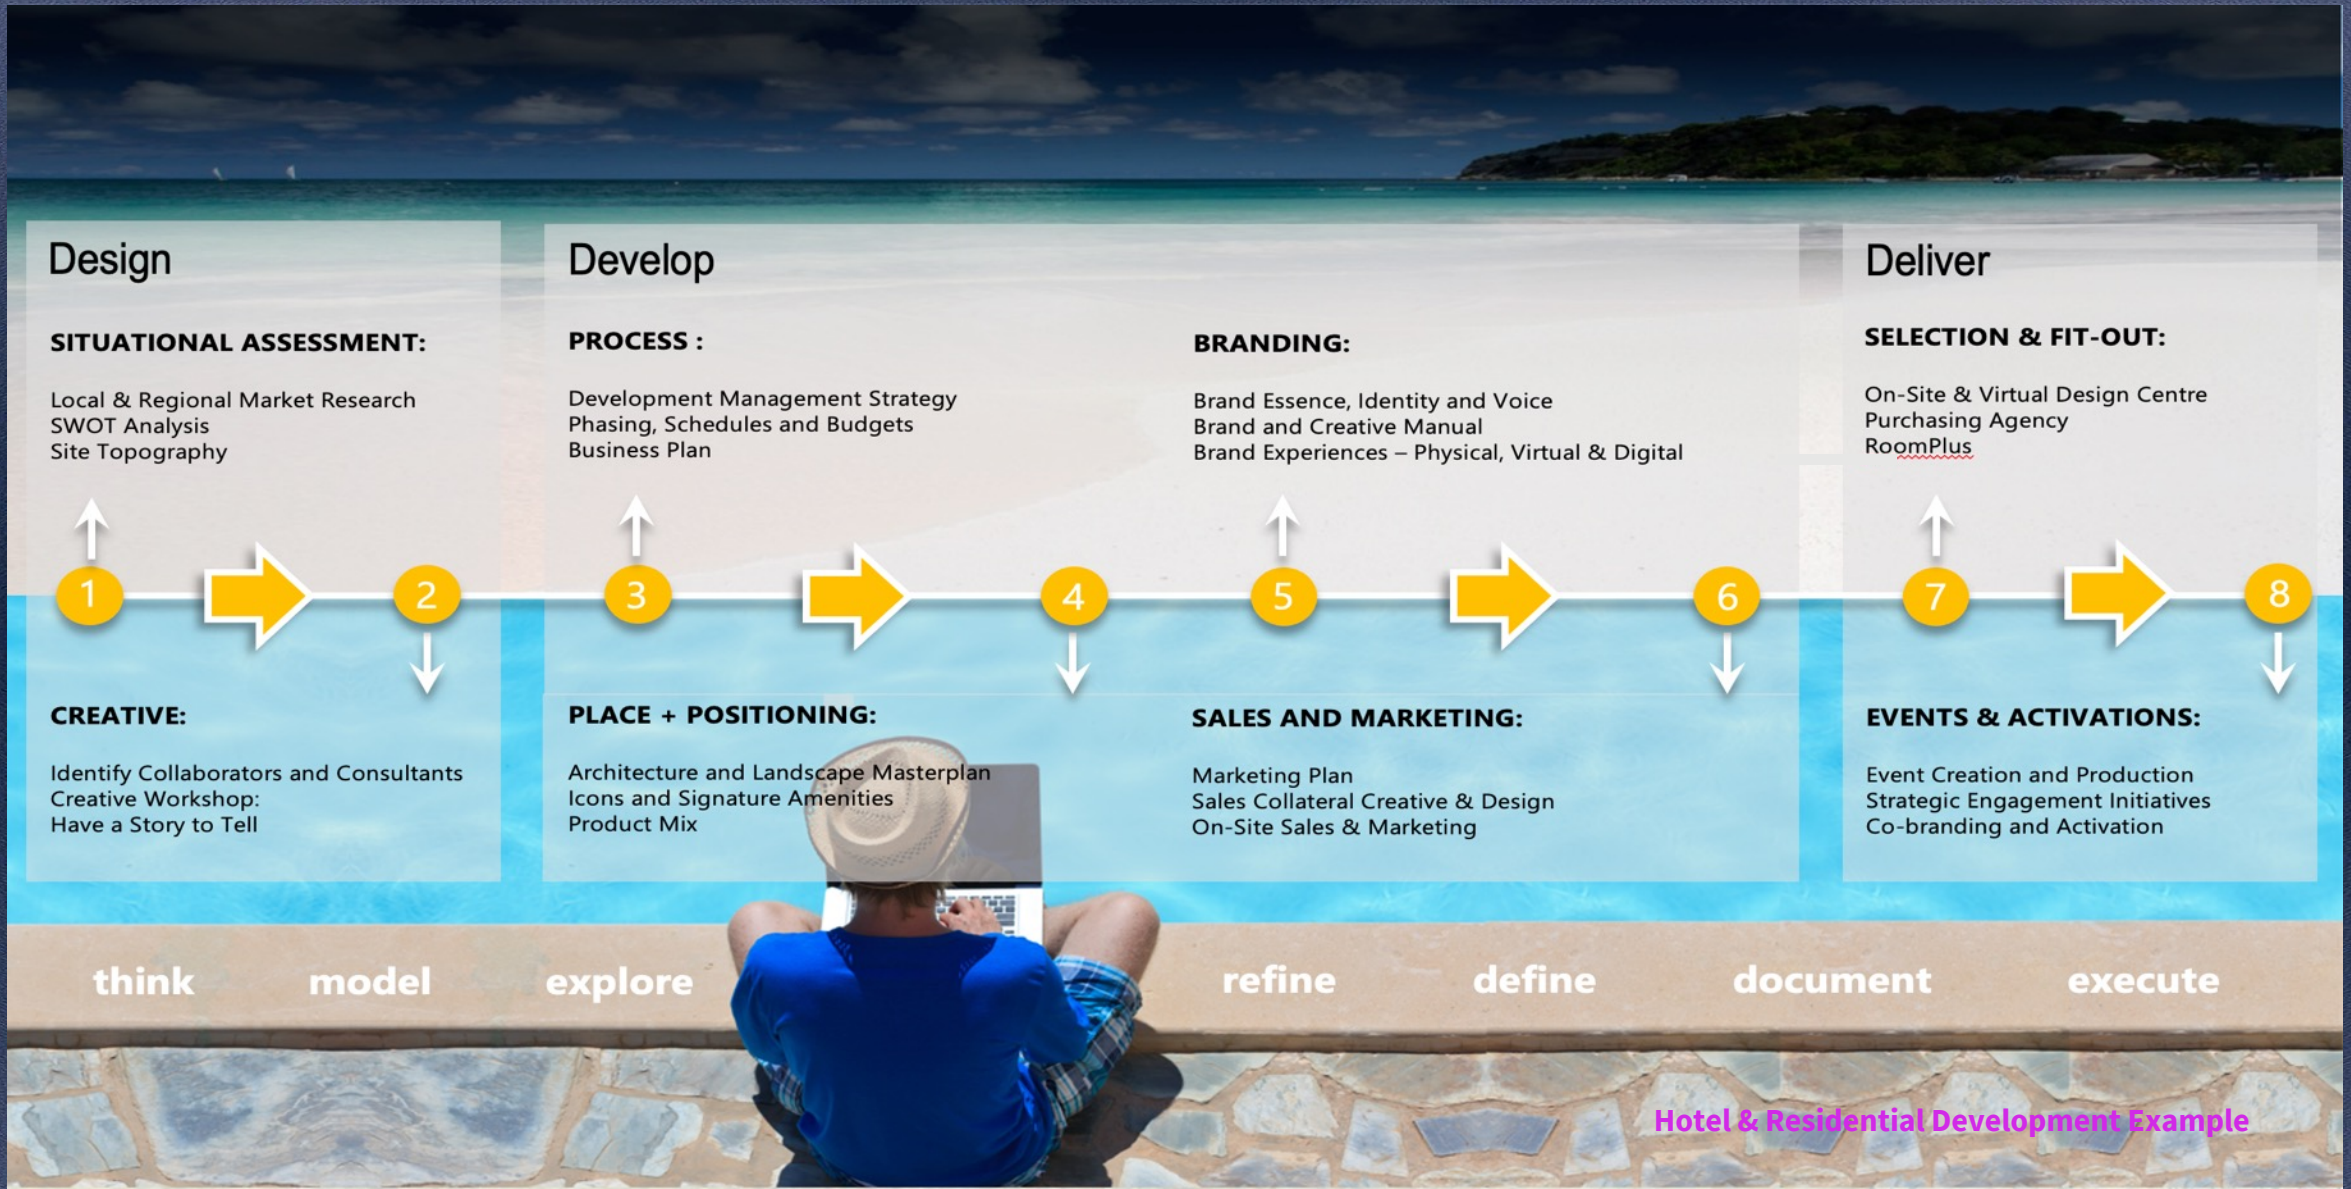 Design
SITUATIONAL ASSESSMENT:
Local & Regional Market Research
SWOT Analysis
Site Topography
Develop
PROCESS :
Development Management Strategy
Phasing, Schedules and Budgets
Business Plan
BRANDING:
Brand Essence, Identity and Voice
Brand and Creative Manual
Brand Experiences – Physical, Virtual & Digital
Deliver
SELECTION & FIT-OUT:
On-Site & Virtual Design Centre
Purchasing Agency
RoomPlus
1
2
3
4
5
6
7
8
CREATIVE:
Identify Collaborators and Consultants
Creative Workshop:
Have a Story to Tell
PLACE + POSITIONING:
Architecture and Landscape Masterplan
Icons and Signature Amenities
Product Mix
SALES AND MARKETING:
Marketing Plan
Sales Collateral Creative & Design
On-Site Sales & Marketing
EVENTS & ACTIVATIONS:
Event Creation and Production
Strategic Engagement Initiatives
Co-branding and Activation
think model explore refine define document execute
Hotel & Residential Development Example